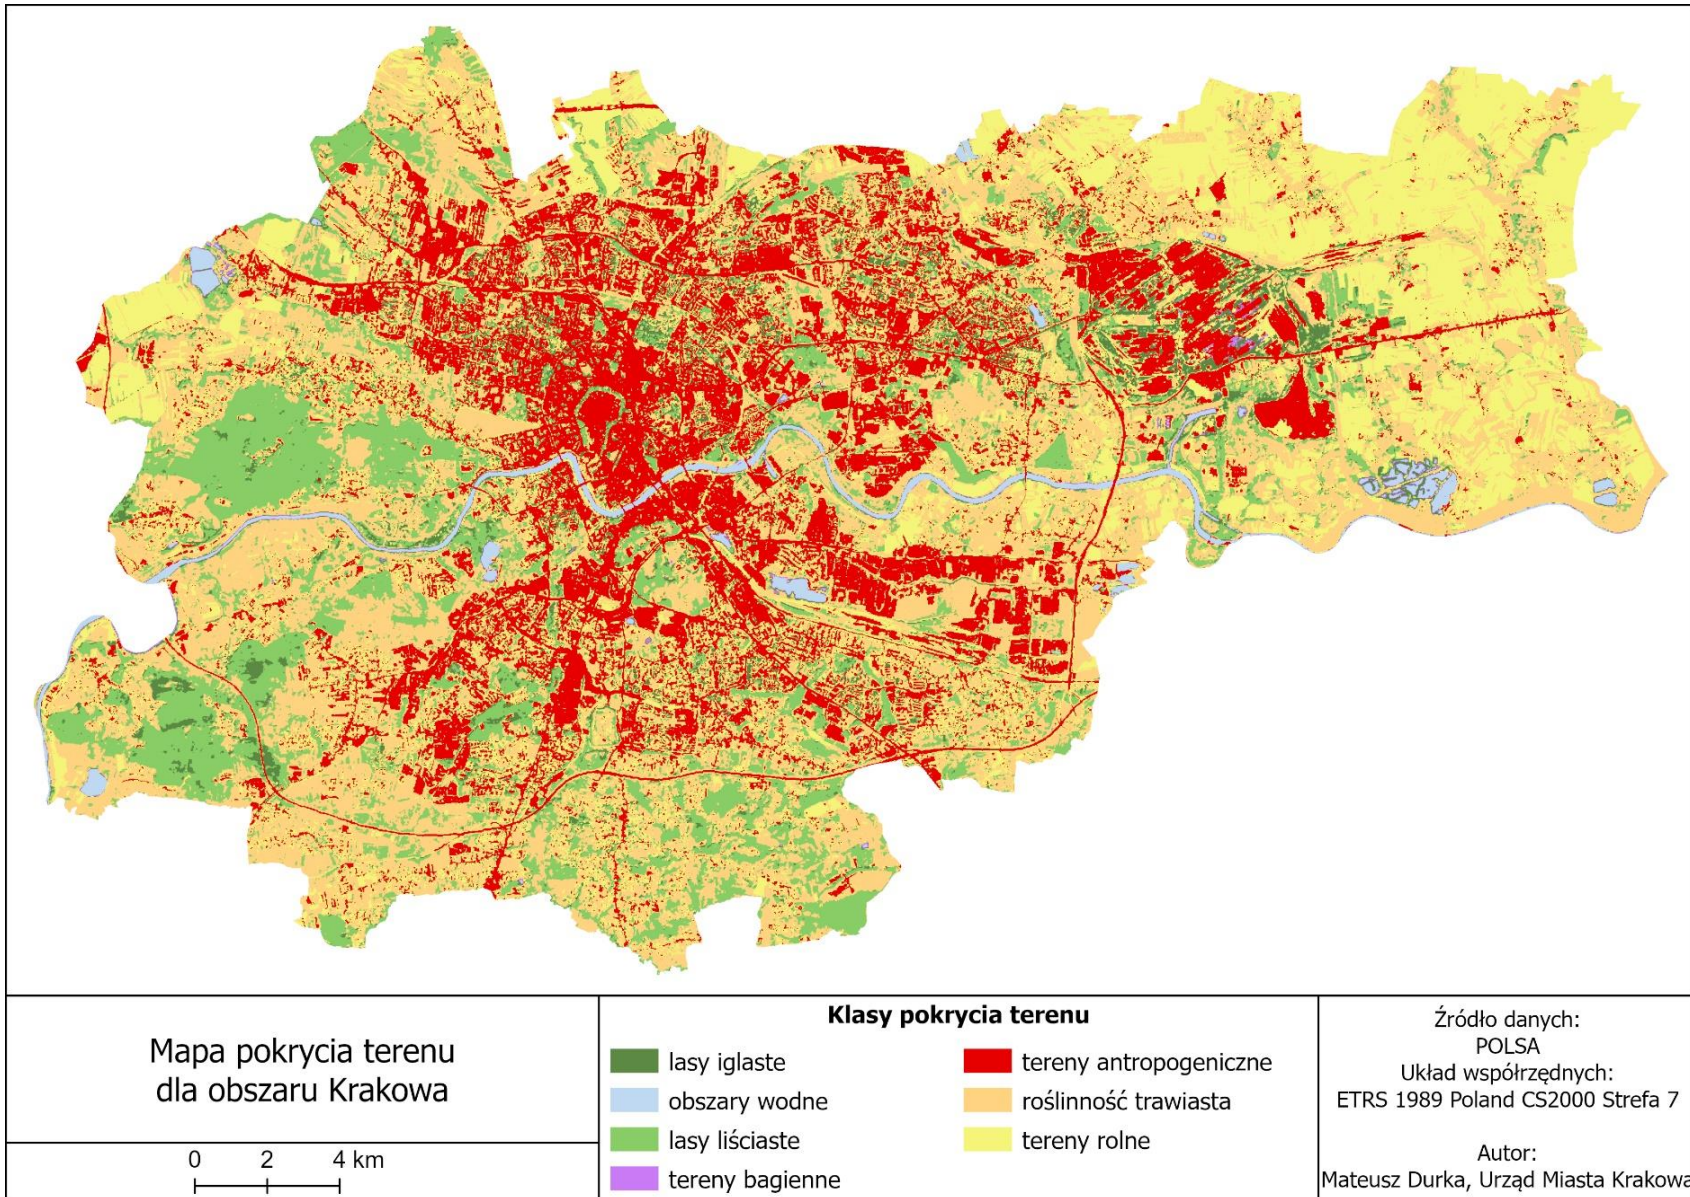 Mapa pokrycia terenu
dla obszaru Krakowa
0 2 4 km
Klasy pokrycia terenu
lasy iglaste
obszary wodne
lasy liściaste
tereny bagienne
tereny antropogeniczne
roślinność trawiasta
tereny rolne
Źródło danych:
POLSA
Układ współrzędnych:
ETRS 1989 Poland CS2000 Strefa 7
Autor:
Mateusz Durka, Urząd Miasta Krakowa